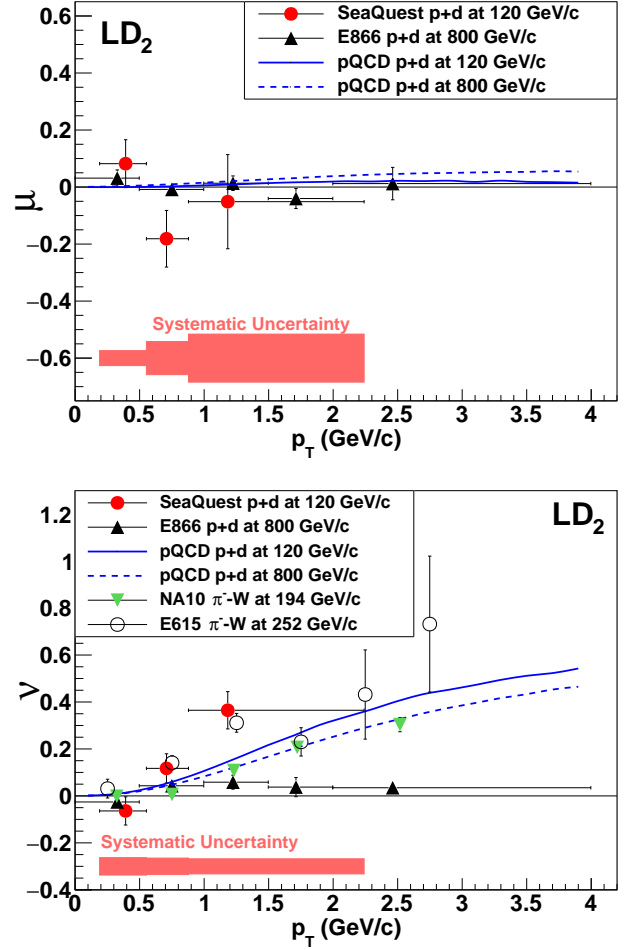 LD2
SeaQuest p+d at 120 GeV/c
E866 p+d at 800 GeV/c
pQCD p+d at 120 GeV/c
pQCD p+d at 800 GeV/c
0.6
0.4
0.2
0
−0.2
−0.4
−0.6
μ
Systematic Uncertainty
0 0.5 1 1.5 2 2.5 3 3.5 4
pT (GeV/c)
SeaQuest p+d at 120 GeV/c
E866 p+d at 800 GeV/c
pQCD p+d at 120 GeV/c
pQCD p+d at 800 GeV/c
NA10 π⁻-W at 194 GeV/c
E615 π⁻-W at 252 GeV/c
LD2
1.2
1
0.8
0.6
0.4
0.2
0
−0.2
−0.4
ν
Systematic Uncertainty
0 0.5 1 1.5 2 2.5 3 3.5 4
pT (GeV/c)